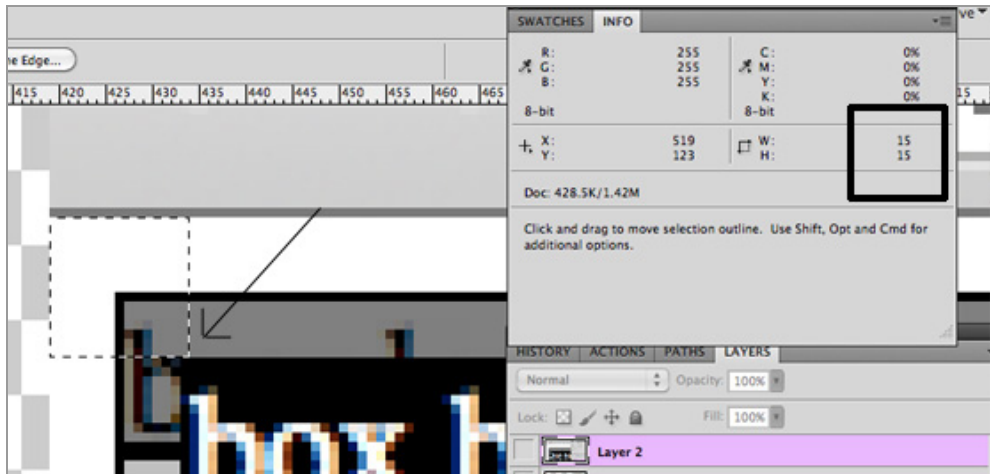 ve
SWATCHES INFO
ne Edge...
R: 255 C: 0%
G: 255 M: 0%
B: 255 Y: 0%
K: 0%
8-bit 8-bit
415 420 425 430 435 440 445 450 455 460 465
15
X: 519 W: 15
Y: 123 H: 15
Doc: 428.5K/1.42M
Click and drag to move selection outline. Use Shift, Opt and Cmd for
additional options.
HISTORY ACTIONS PATHS LAYERS
Normal Opacity: 100%
Lock: Fill: 100%
Layer 2
b
box b